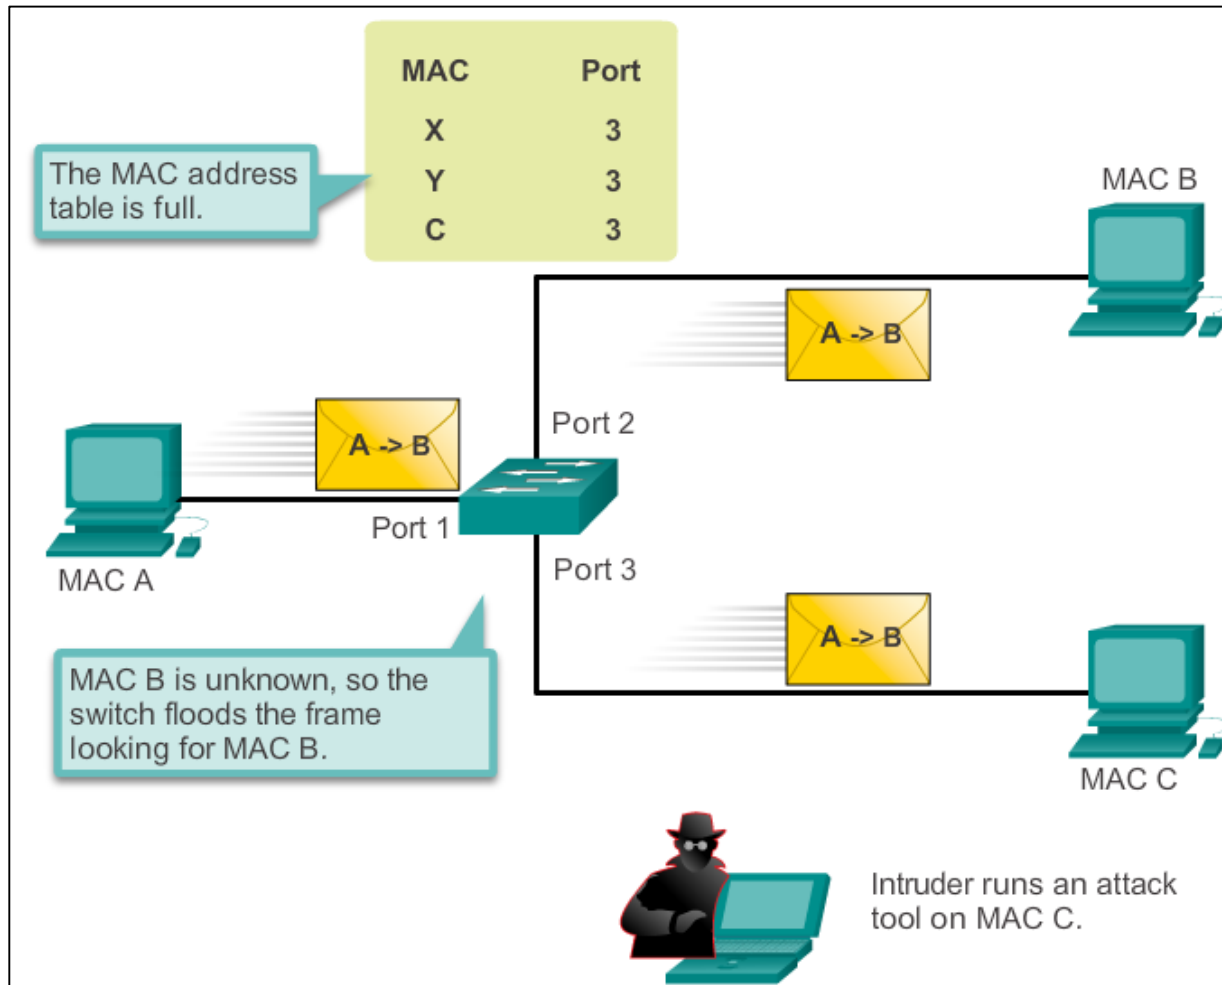 MAC Port
X 3
Y 3
C 3
The MAC address
table is full.
MAC B
A -> B
Port 2
A -> B
Port 1
MAC A
Port 3
A -> B
MAC B is unknown, so the
switch floods the frame
looking for MAC B.
MAC C
Intruder runs an attack
tool on MAC C.